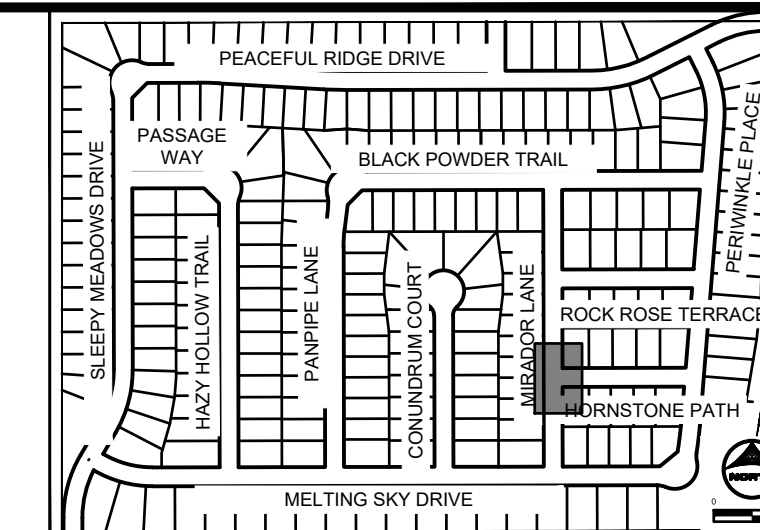 PEACEFUL RIDGE DRIVE
PASSAGE
WAY
BLACK POWDER TRAIL
SLEEPY MEADOWS DRIVE
PERIWINKLE PLACE
HAZY HOLLOW TRAIL
PANPIPE LANE
CONUNDRUM COURT
MIRADOR LANE
ROCK ROSE TERRACE
HORNSTONE PATH
MELTING SKY DRIVE
0